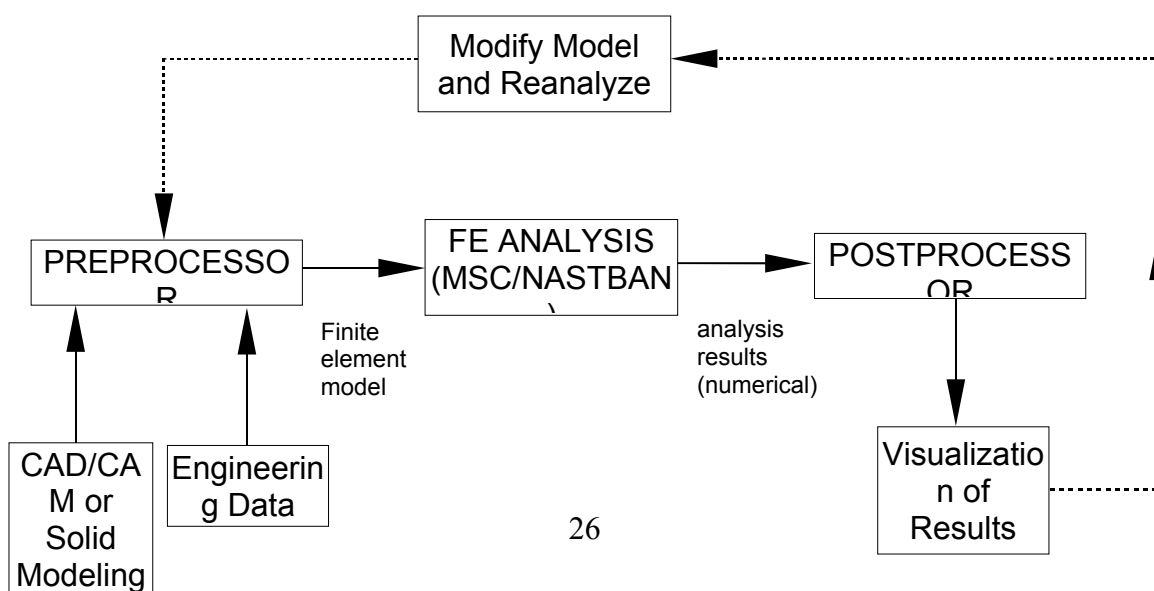 Modify Model
and Reanalyze
PREPROCESSO
R
FE ANALYSIS
(MSC/NASTBAN
)
POSTPROCESS
OR
Finite
element
model
analysis
results
(numerical)
CAD/CA
M or
Solid
Modeling
Engineerin
g Data
Visualizatio
n of
Results
26